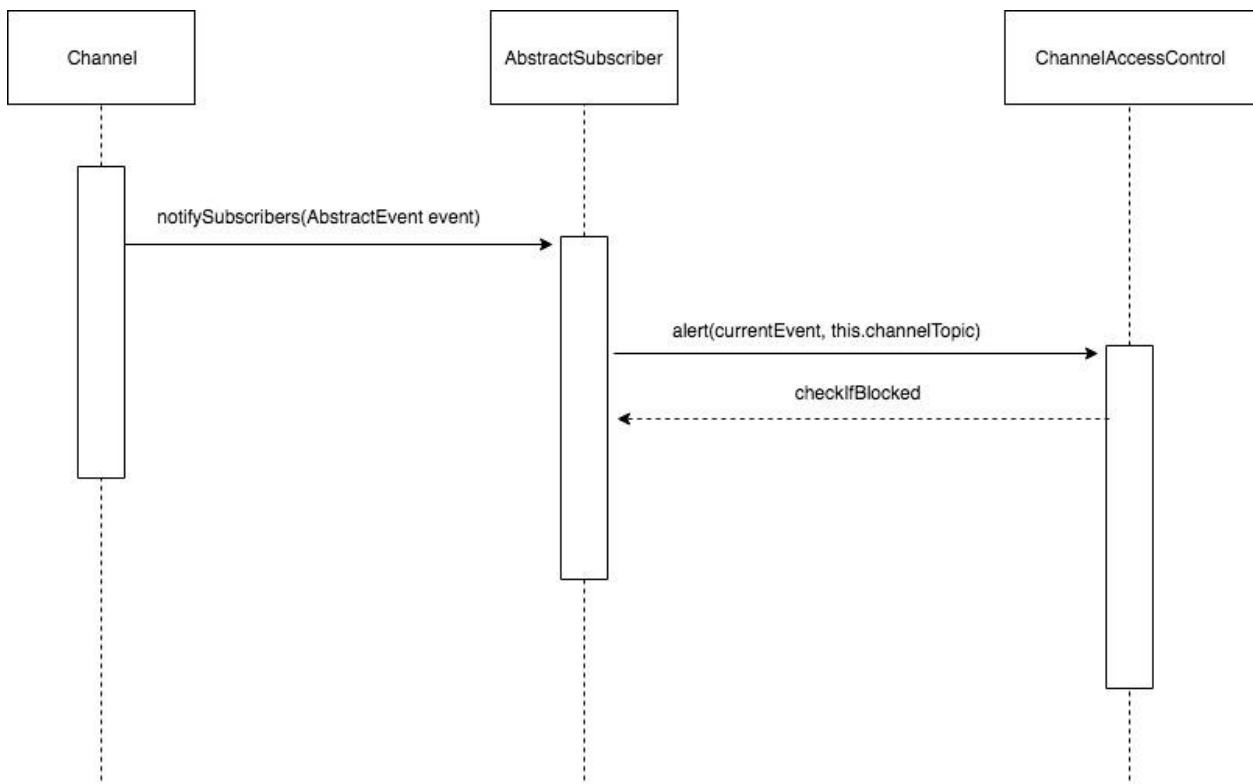 Channel
AbstractSubscriber
ChannelAccessControl
notifySubscribers(AbstractEvent event)
alert(currentEvent, this.channelTopic)
checkIfBlocked